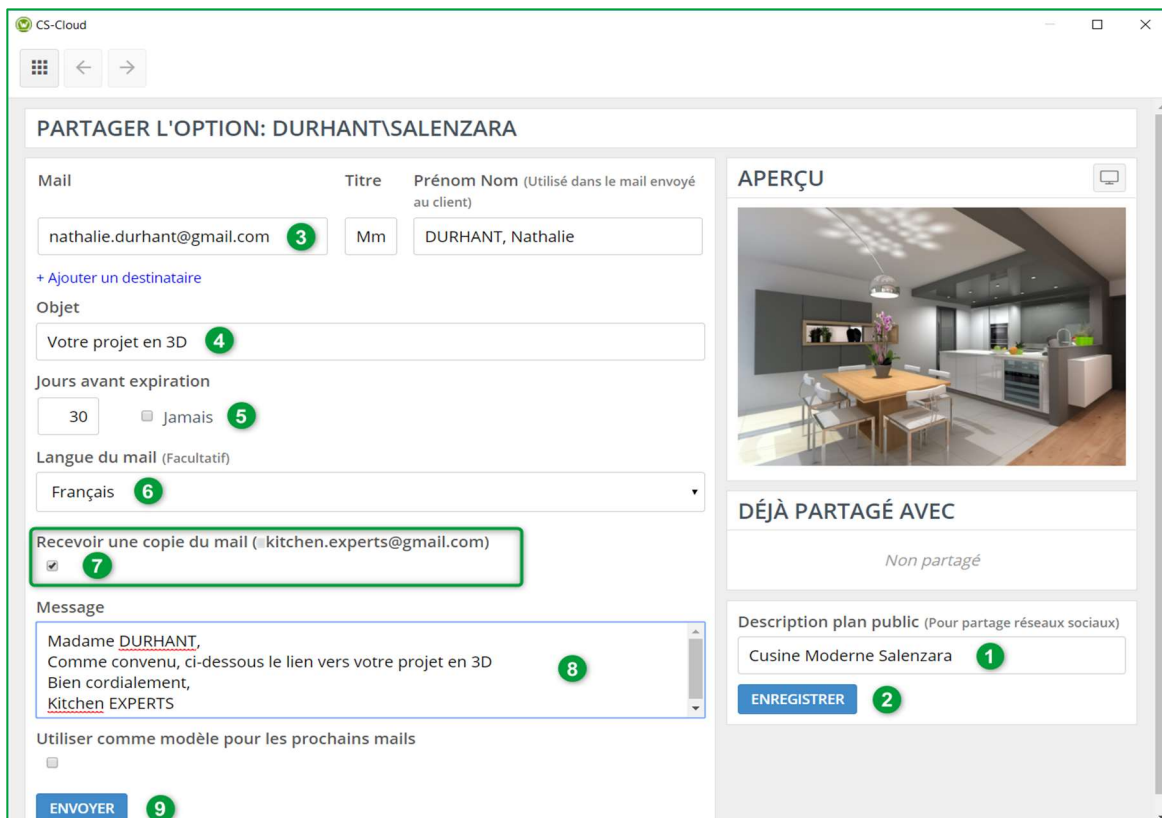 CS-Cloud
PARTAGER L'OPTION: DURHANT\SALENZARA
Mail
Titre
Prénom Nom (Utilisé dans le mail envoyé
au client)
nathalie.durhant@gmail.com
3
Mm
DURHANT, Nathalie
+ Ajouter un destinataire
Objet
Votre projet en 3D
4
Jours avant expiration
30
Jamais
5
Langue du mail (Facultatif)
Français
6
Recevoir une copie du mail ( kitchen.experts@gmail.com)
7
Message
Madame DURHANT,
Comme convenu, ci-dessous le lien vers votre projet en 3D
Bien cordialement,
Kitchen EXPERTS
8
Utiliser comme modèle pour les prochains mails
ENVOYER
9
APERÇU
DÉJÀ PARTAGÉ AVEC
Non partagé
Description plan public (Pour partage réseaux sociaux)
Cusine Moderne Salenzara
1
ENREGISTRER
2